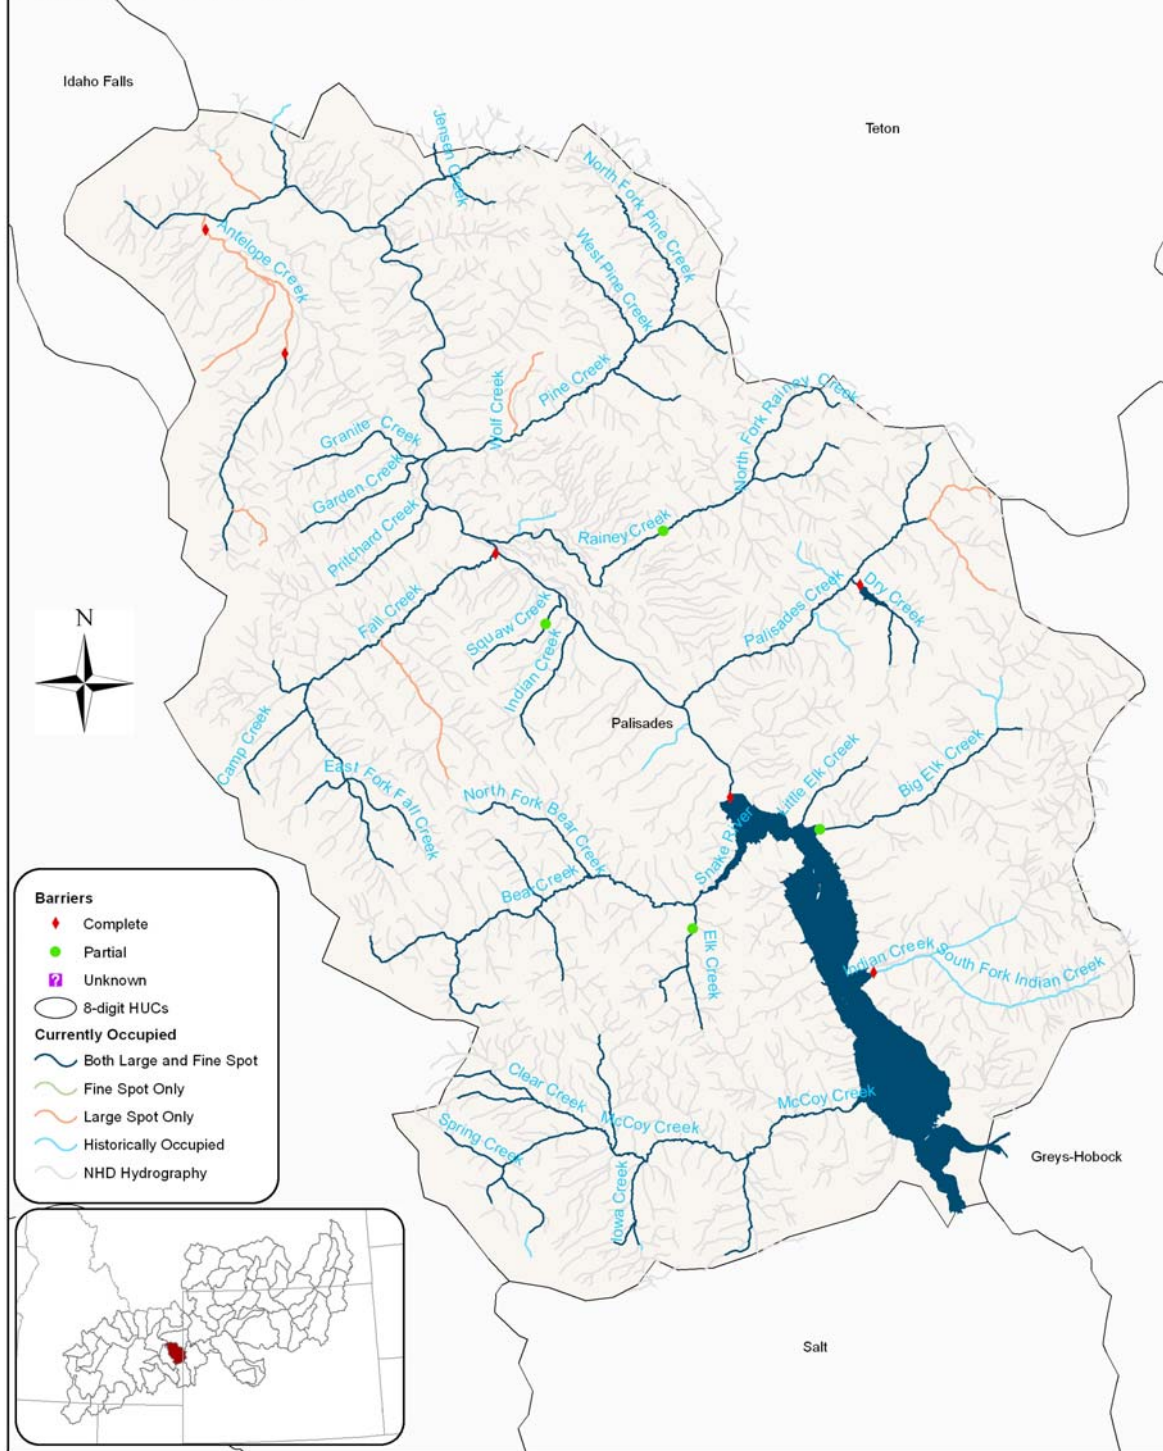 Idaho Falls
Teton
Jensen Creek
North Fork Pine Creek
West Pine Creek
Antelope Creek
Pine Creek
Wolf Creek
North Fork Rainey Creek
Granite Creek
Garden Creek
Pritchard Creek
Rainey Creek
Fall Creek
Squaw Creek
Indian Creek
Palisades Creek
Dry Creek
N
Palisades
Camp Creek
East Fork Fall Creek
North Fork Bear Creek
Little Elk Creek
Big Elk Creek
Snake River
Bear Creek
Elk Creek
Indian Creek
South Fork Indian Creek
Clear Creek
McCoy Creek
McCoy Creek
Spring Creek
Iowa Creek
Greys-Hobock
Salt
Barriers
Complete
Partial
? Unknown
8-digit HUCs
Currently Occupied
Both Large and Fine Spot
Fine Spot Only
Large Spot Only
Historically Occupied
NHD Hydrography